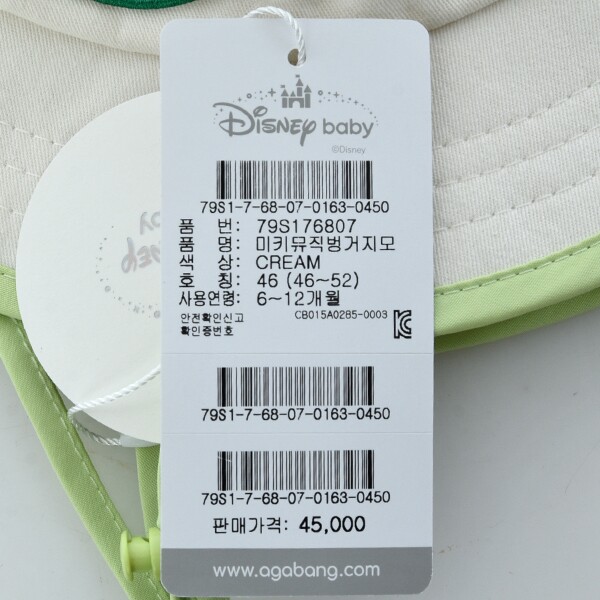 Disney baby
©Disney
79S1-7-68-07-0163-0450
품 번: 79S176807
품 명: 미키뮤직벙거지모
색 상: CREAM
호 칭: 46 (46~52)
사용연령: 6~12개월
안전확인신고
확인증번호 CB015A0285-0003
79S1-7-68-07-0163-0450
79S1-7-68-07-0163-0450
판매가격: 45,000
www.agabang.com